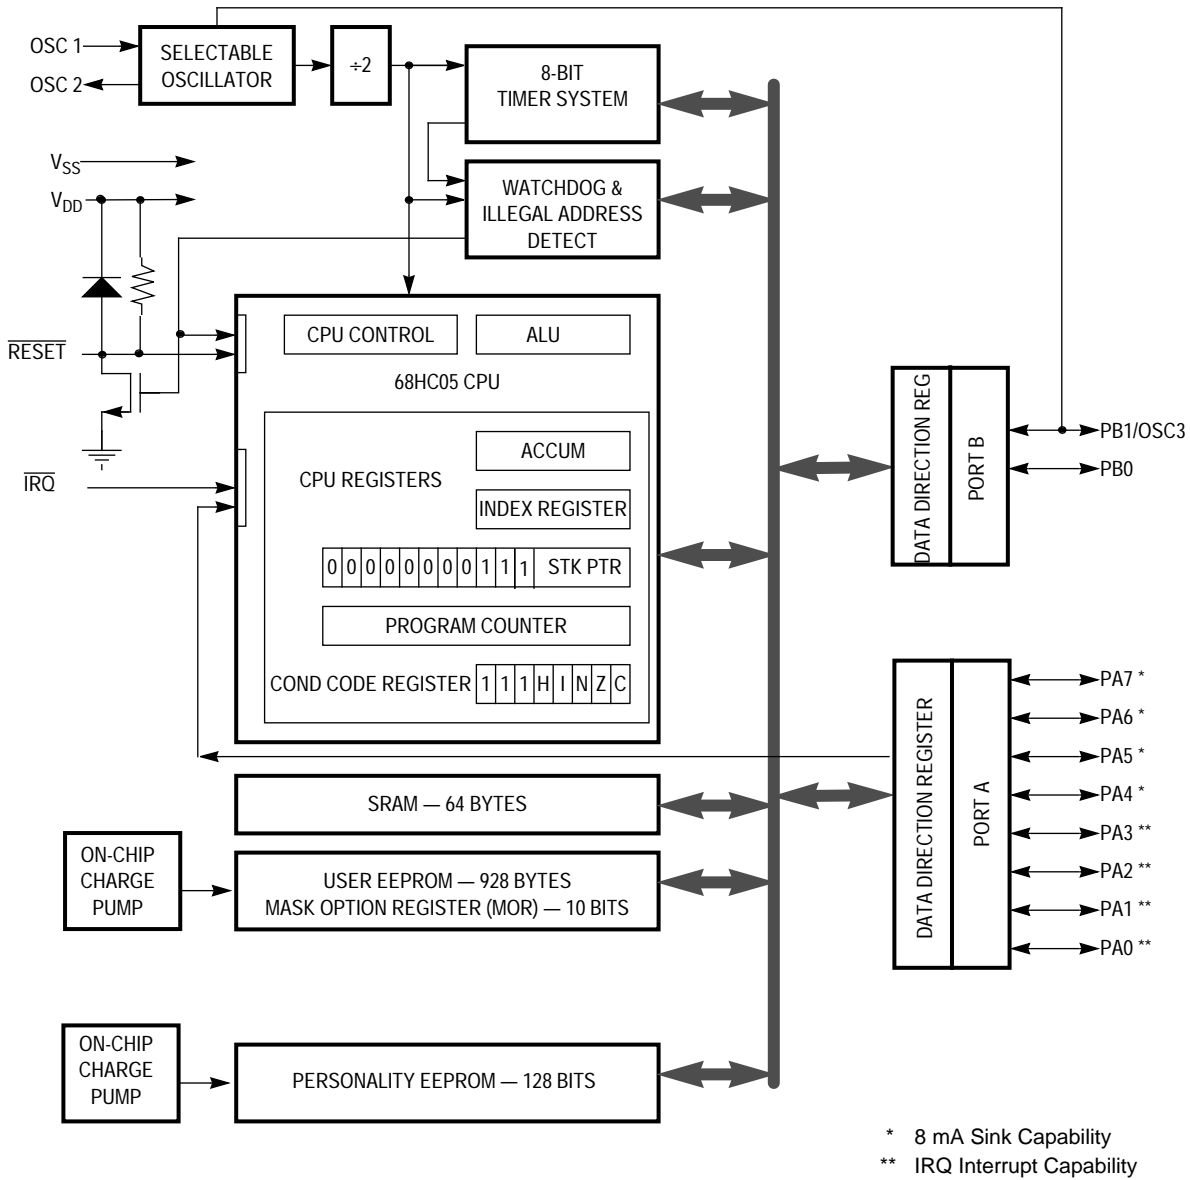 OSC 1
OSC 2
SELECTABLE
OSCILLATOR
÷2
8-BIT
TIMER SYSTEM
VSS
VDD
WATCHDOG &
ILLEGAL ADDRESS
DETECT
RESET
IRQ
CPU CONTROL
ALU
68HC05 CPU
ACCUM
CPU REGISTERS
INDEX REGISTER
0 0 0 0 0 0 0 0 1 1 1 STK PTR
PROGRAM COUNTER
COND CODE REGISTER 1 1 1 H I N Z C
DATA DIRECTION REG
PORT B
PB1/OSC3
PB0
DATA DIRECTION REGISTER
PORT A
PA7 *
PA6 *
PA5 *
PA4 *
PA3 **
PA2 **
PA1 **
PA0 **
SRAM — 64 BYTES
ON-CHIP
CHARGE
PUMP
USER EEPROM — 928 BYTES
MASK OPTION REGISTER (MOR) — 10 BITS
ON-CHIP
CHARGE
PUMP
PERSONALITY EEPROM — 128 BITS
* 8 mA Sink Capability
** IRQ Interrupt Capability